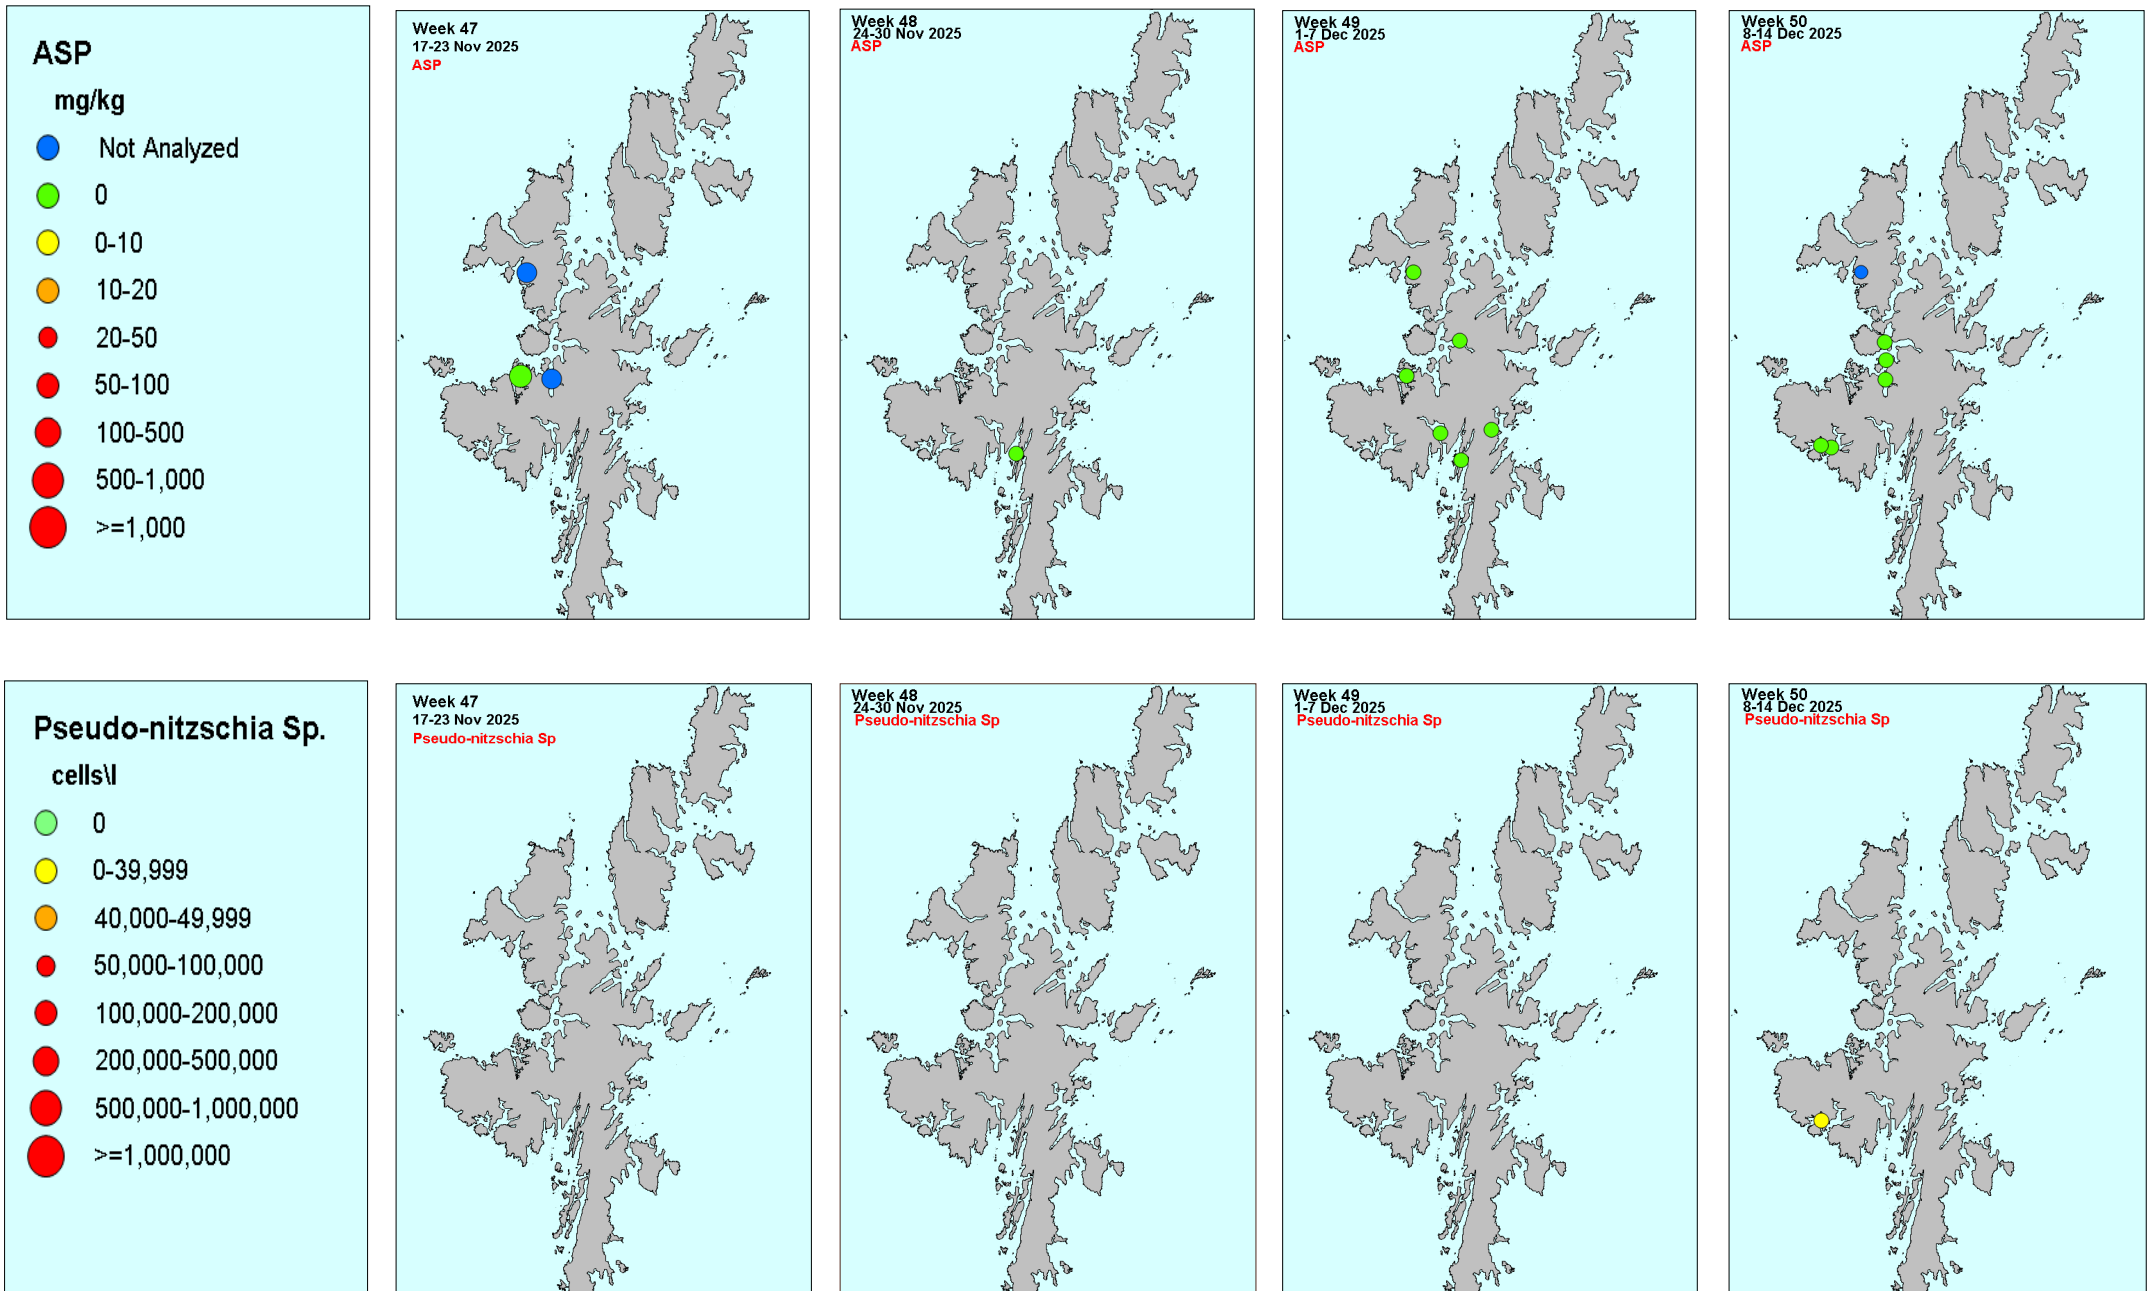 ASP
mg/kg
Not Analyzed
0
0-10
10-20
20-50
50-100
100-500
500-1,000
>=1,000
Week 47
17-23 Nov 2025
ASP
Week 48
24-30 Nov 2025
ASP
Week 49
1-7 Dec 2025
ASP
Week 50
8-14 Dec 2025
ASP
Pseudo-nitzschia Sp.
cells\l
0
0-39,999
40,000-49,999
50,000-100,000
100,000-200,000
200,000-500,000
500,000-1,000,000
>=1,000,000
Week 47
17-23 Nov 2025
Pseudo-nitzschia Sp
Week 48
24-30 Nov 2025
Pseudo-nitzschia Sp
Week 49
1-7 Dec 2025
Pseudo-nitzschia Sp
Week 50
8-14 Dec 2025
Pseudo-nitzschia Sp